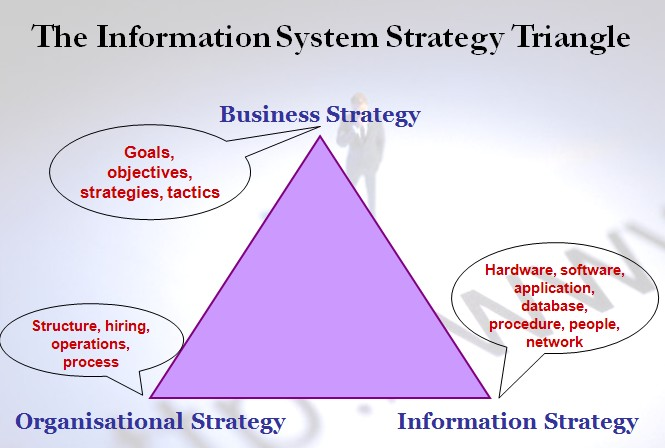 The Information System Strategy Triangle
Business Strategy
Goals,
objectives,
strategies, tactics
Hardware, software,
application,
database,
procedure, people,
network
Structure, hiring,
operations,
process
Organisational Strategy
Information Strategy